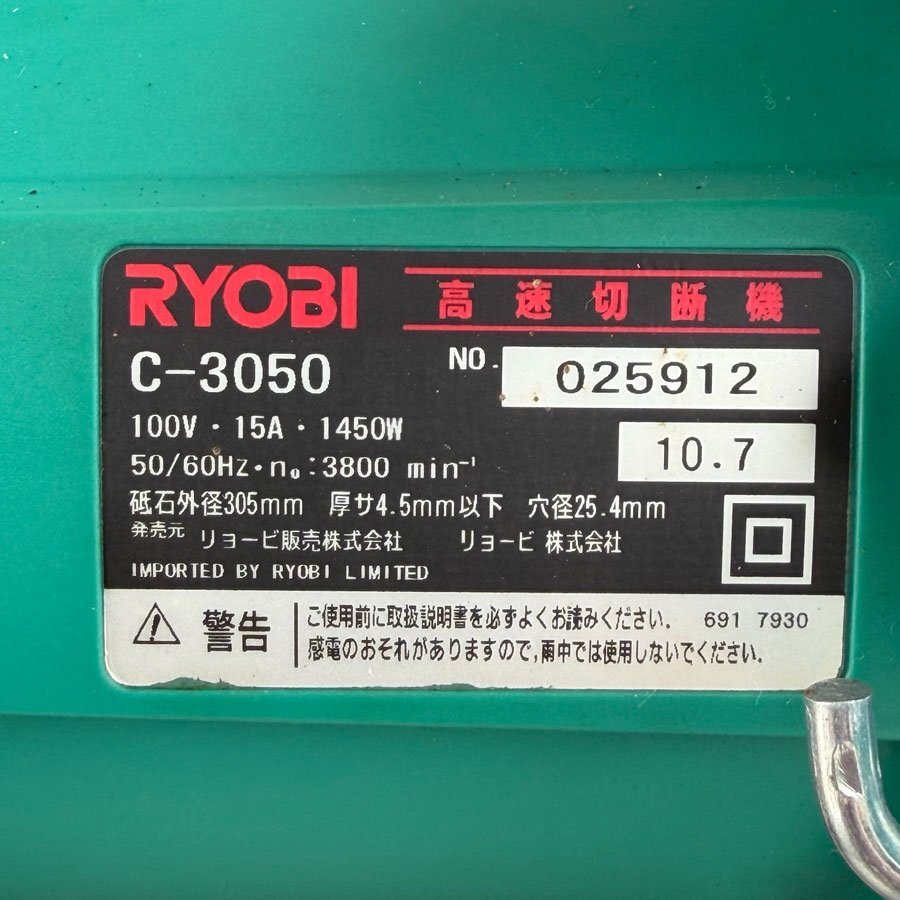 RYOBI 高速切断機
C-3050 NO. 025912
100V・15A・1450W
10.7
50/60Hz・n₀:3800 min⁻¹
砥石外径305mm 厚サ4.5mm以下 穴径25.4mm
発売元 リョービ販売株式会社 リョービ 株式会社
IMPORTED BY RYOBI LIMITED
警告
ご使用前に取扱説明書を必ずよくお読みください. 691 7930
感電のおそれがありますので,雨中では使用しないでください.